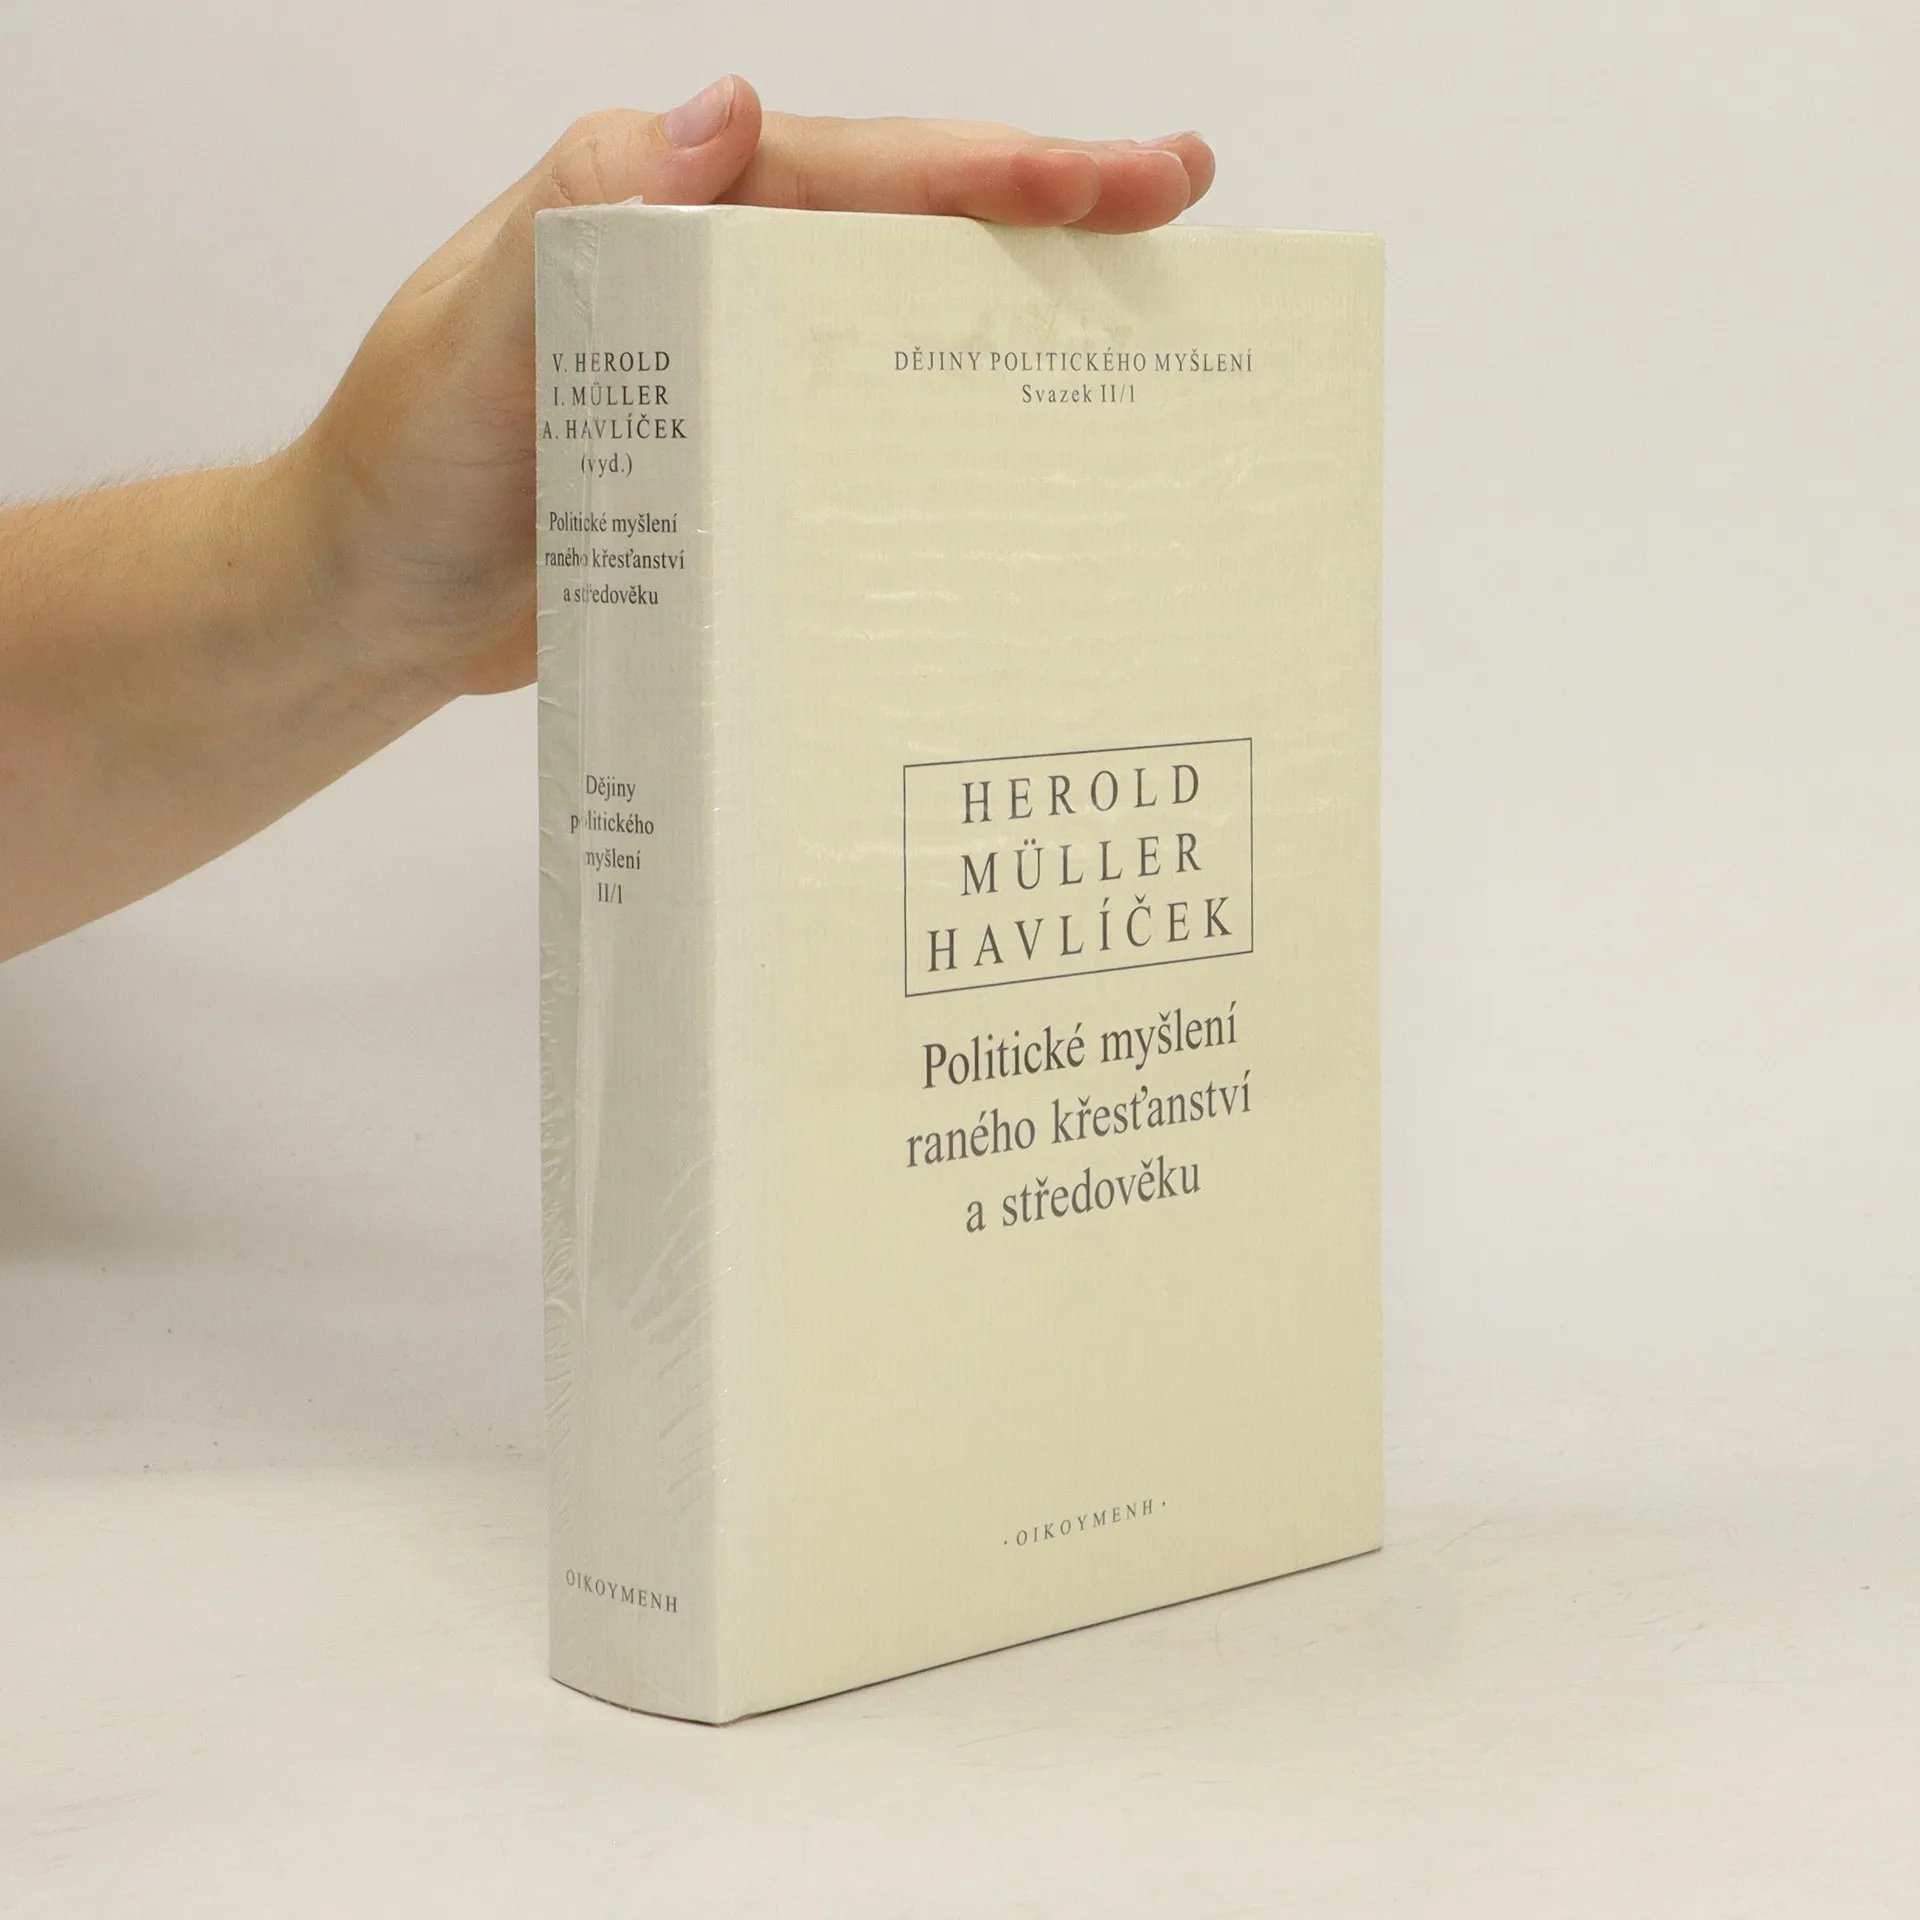 V. HEROLD
I. MÜLLER
A. HAVLÍČEK
(vyd.)
Politické myšlení
raného křesťanství
a středověku
Dějiny
politického
myšlení
II/1
OIKOYMENH
DĚJINY POLITICKÉHO MYŠLENÍ
Svazek II/1
HEROLD
MÜLLER
HAVLÍČEK
Politické myšlení
raného křesťanství
a středověku
· OIKOYMENH ·